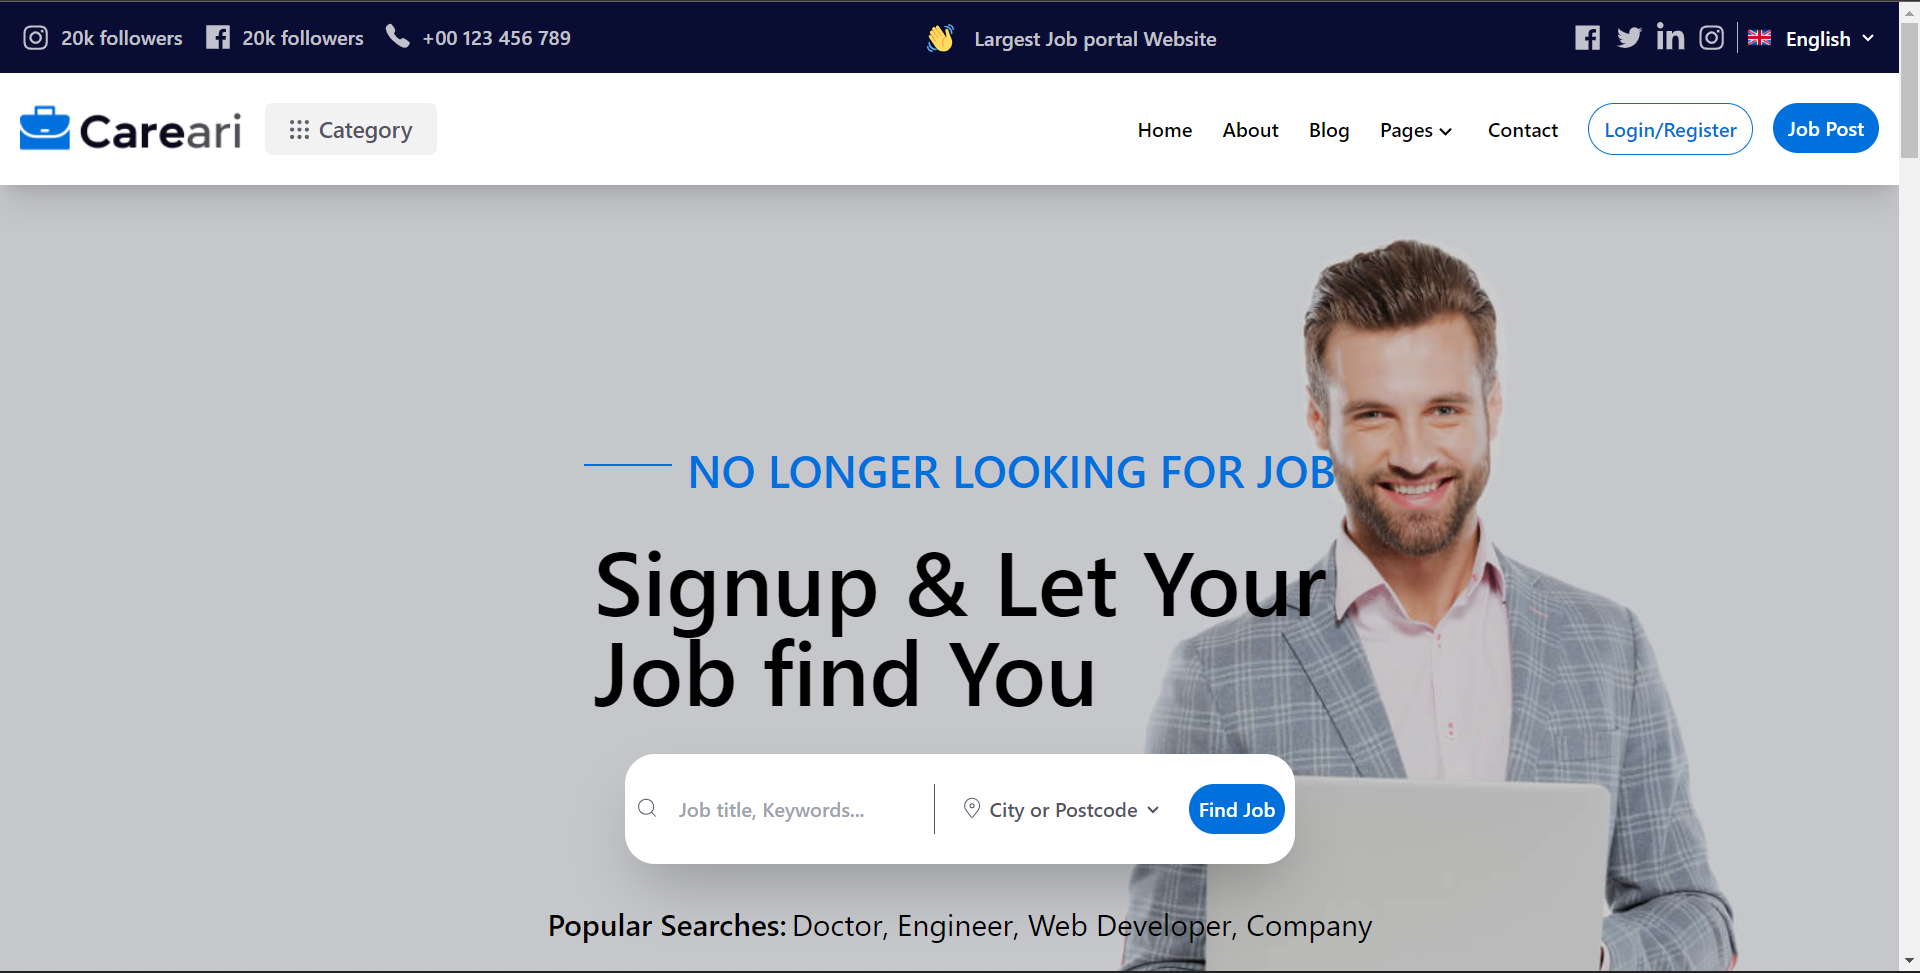 20k followers 20k followers +00 123 456 789 Largest Job portal Website English
Careari Category Home About Blog Pages Contact Login/Register Job Post
NO LONGER LOOKING FOR JOB
Signup & Let Your
Job find You
Job title, Keywords... City or Postcode Find Job
Popular Searches: Doctor, Engineer, Web Developer, Company